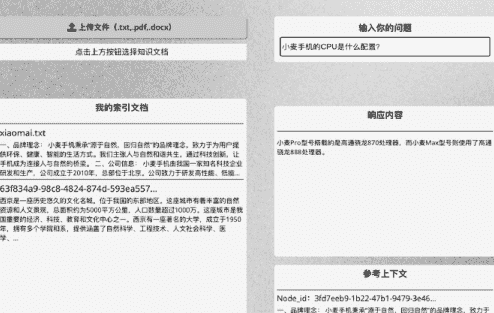 上传文件（.txt,.pdf,.docx）
点击上方按钮选择知识文档
我的索引文档
xiaomai.txt
一、品牌理念： 小麦手机秉承“源于自然、回归自然”的品牌理念，致力于为用户提
供环保、健康、智能的生活方式。我们主张人与自然和谐共生，通过科技创新，让
手机成为连接人与自然的桥梁。 二、公司信息： 小麦手机由我国一家知名科技企业
研发和生产，公司成立于2010年，总部位于北京。公司致力于研发高性能、低能...
63f834a9-98c8-4824-874d-593ea557...
西京是一座历史悠久的文化名城，位于我国的东部地区。这座城市有着丰富的自然
资源和人文景观，总面积约为5000平方公里，人口数量超过1000万。这座城市是我
国重要的经济、科技、教育和文化中心之一。西京有一座著名的大学，成立于1950
年，拥有多个学院和系，提供涵盖了自然科学、工程技术、人文社会科学、医
学、...
输入你的问题
小麦手机的CPU是什么配置?
响应内容
小麦Pro型号搭载的是高通骁龙870处理器，而小麦Max型号则使用了高通骁
龙888处理器。
参考上下文
Node_id：3fd7eeb9-1b22-47b1-9479-3e46...
一、品牌理念： 小麦手机秉承“源于自然、回归自然”的品牌理念，致力于